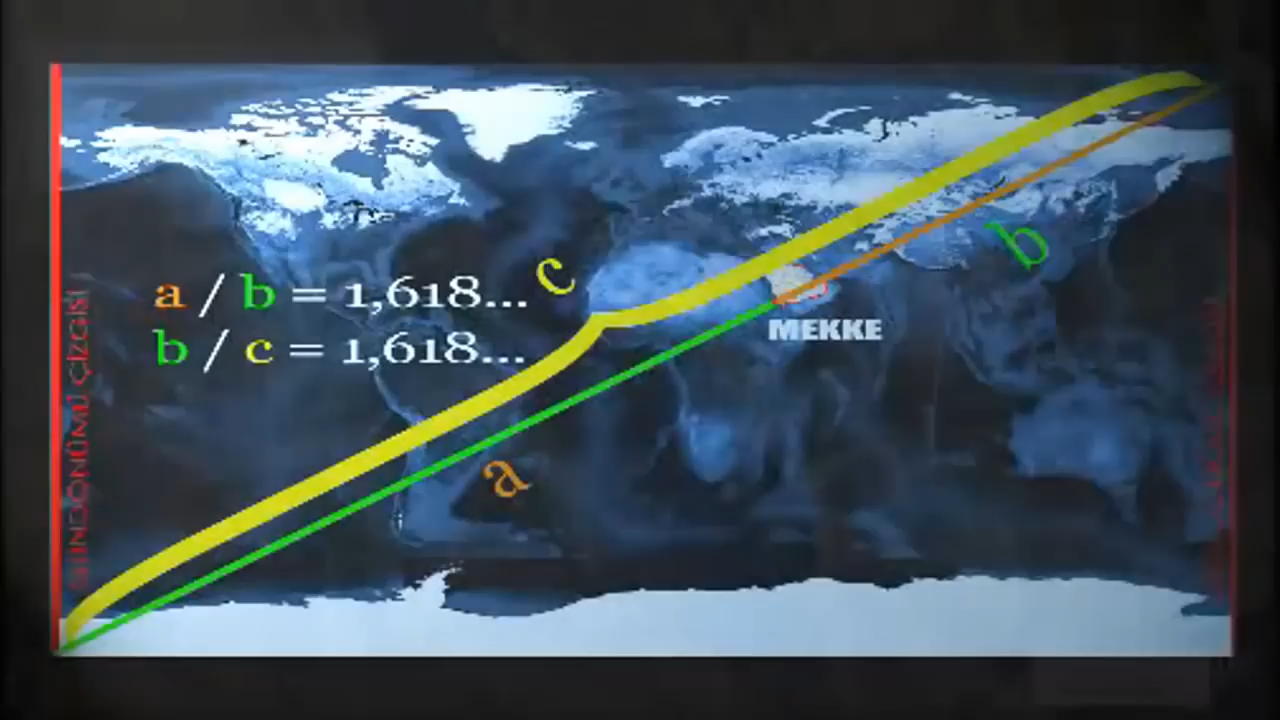 a / b = 1,618...
b / c = 1,618...
c
b
MEKKE
a
GÜNDÖNÜMÜ ÇİZGİSİ